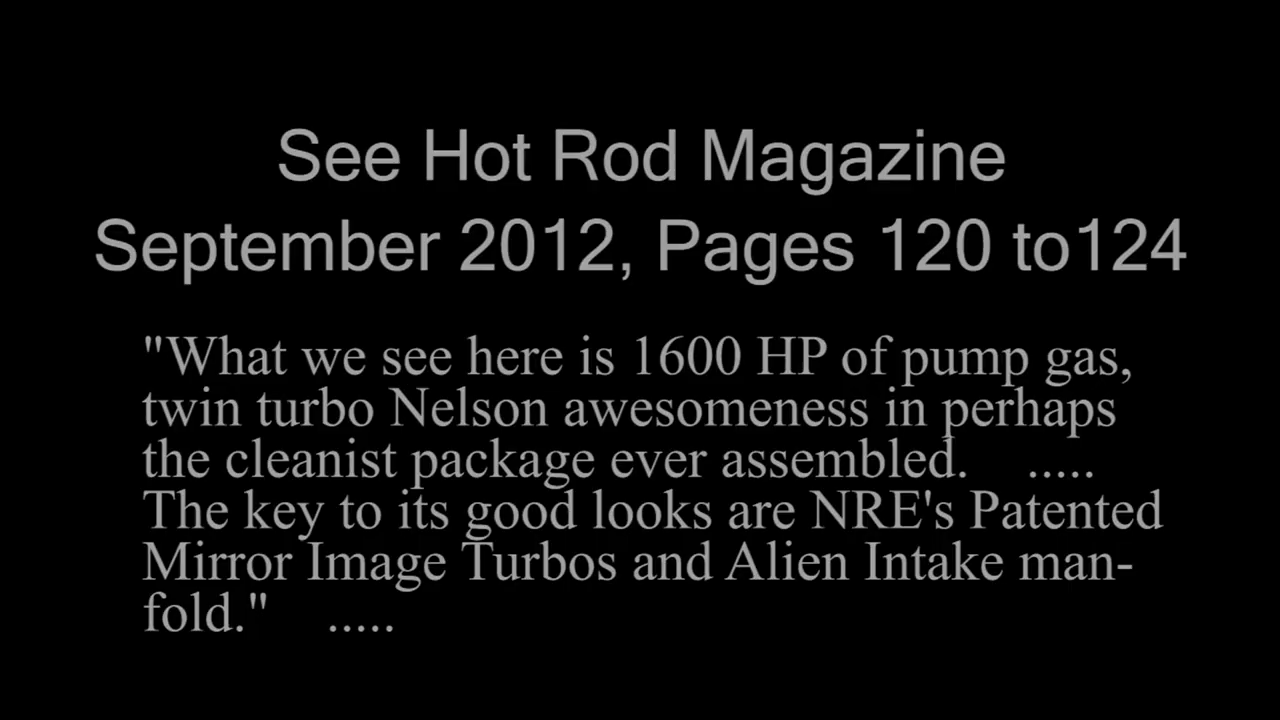 See Hot Rod Magazine
September 2012, Pages 120 to124
"What we see here is 1600 HP of pump gas,
twin turbo Nelson awesomeness in perhaps
the cleanist package ever assembled.    .....
The key to its good looks are NRE's Patented
Mirror Image Turbos and Alien Intake man-
fold."    .....